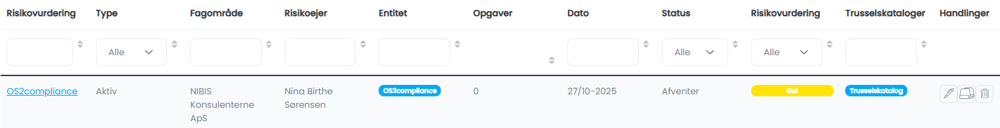 Risikovurdering Type Fagområde Risikoejer Entitet Opgaver Dato Status Risikovurdering Trusselskataloger Handlinger
Alle Alle Alle
OS2compliance Aktiv NIBIS Nina Birthe OS2compliance 0 27/10-2025 Afventer Gul Trusselskatalog
Konsulenterne Sørensen
ApS